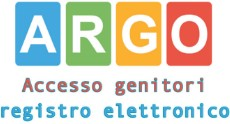 ARGO
Accesso genitori
registro elettronico